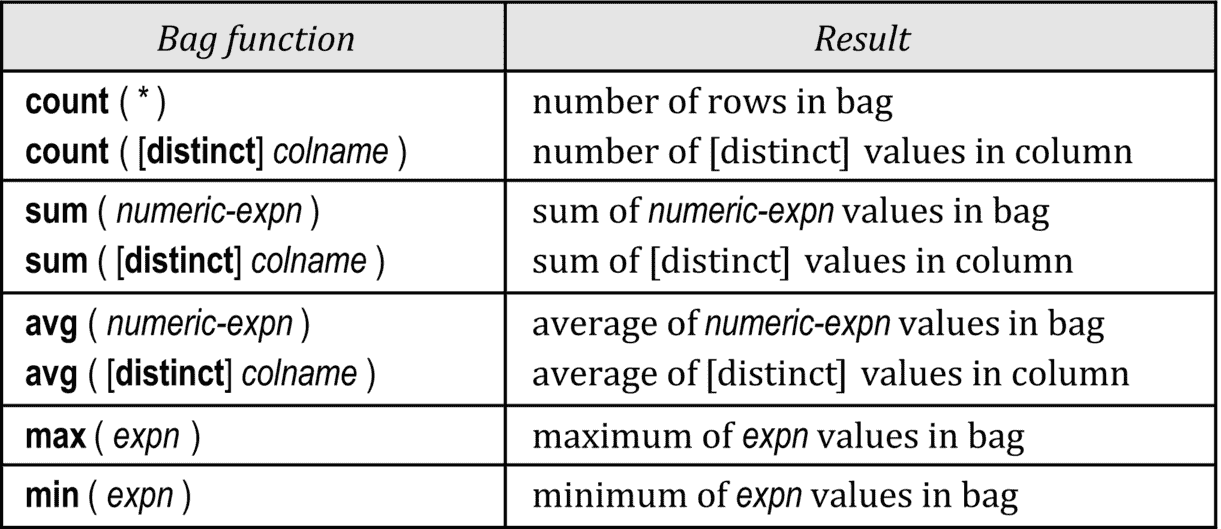 Bag function Result
count ( * ) number of rows in bag
count ( [distinct] colname ) number of [distinct] values in column
sum ( numeric-expn ) sum of numeric-expn values in bag
sum ( [distinct] colname ) sum of [distinct] values in column
avg ( numeric-expn ) average of numeric-expn values in bag
avg ( [distinct] colname ) average of [distinct] values in column
max ( expn ) maximum of expn values in bag
min ( expn ) minimum of expn values in bag